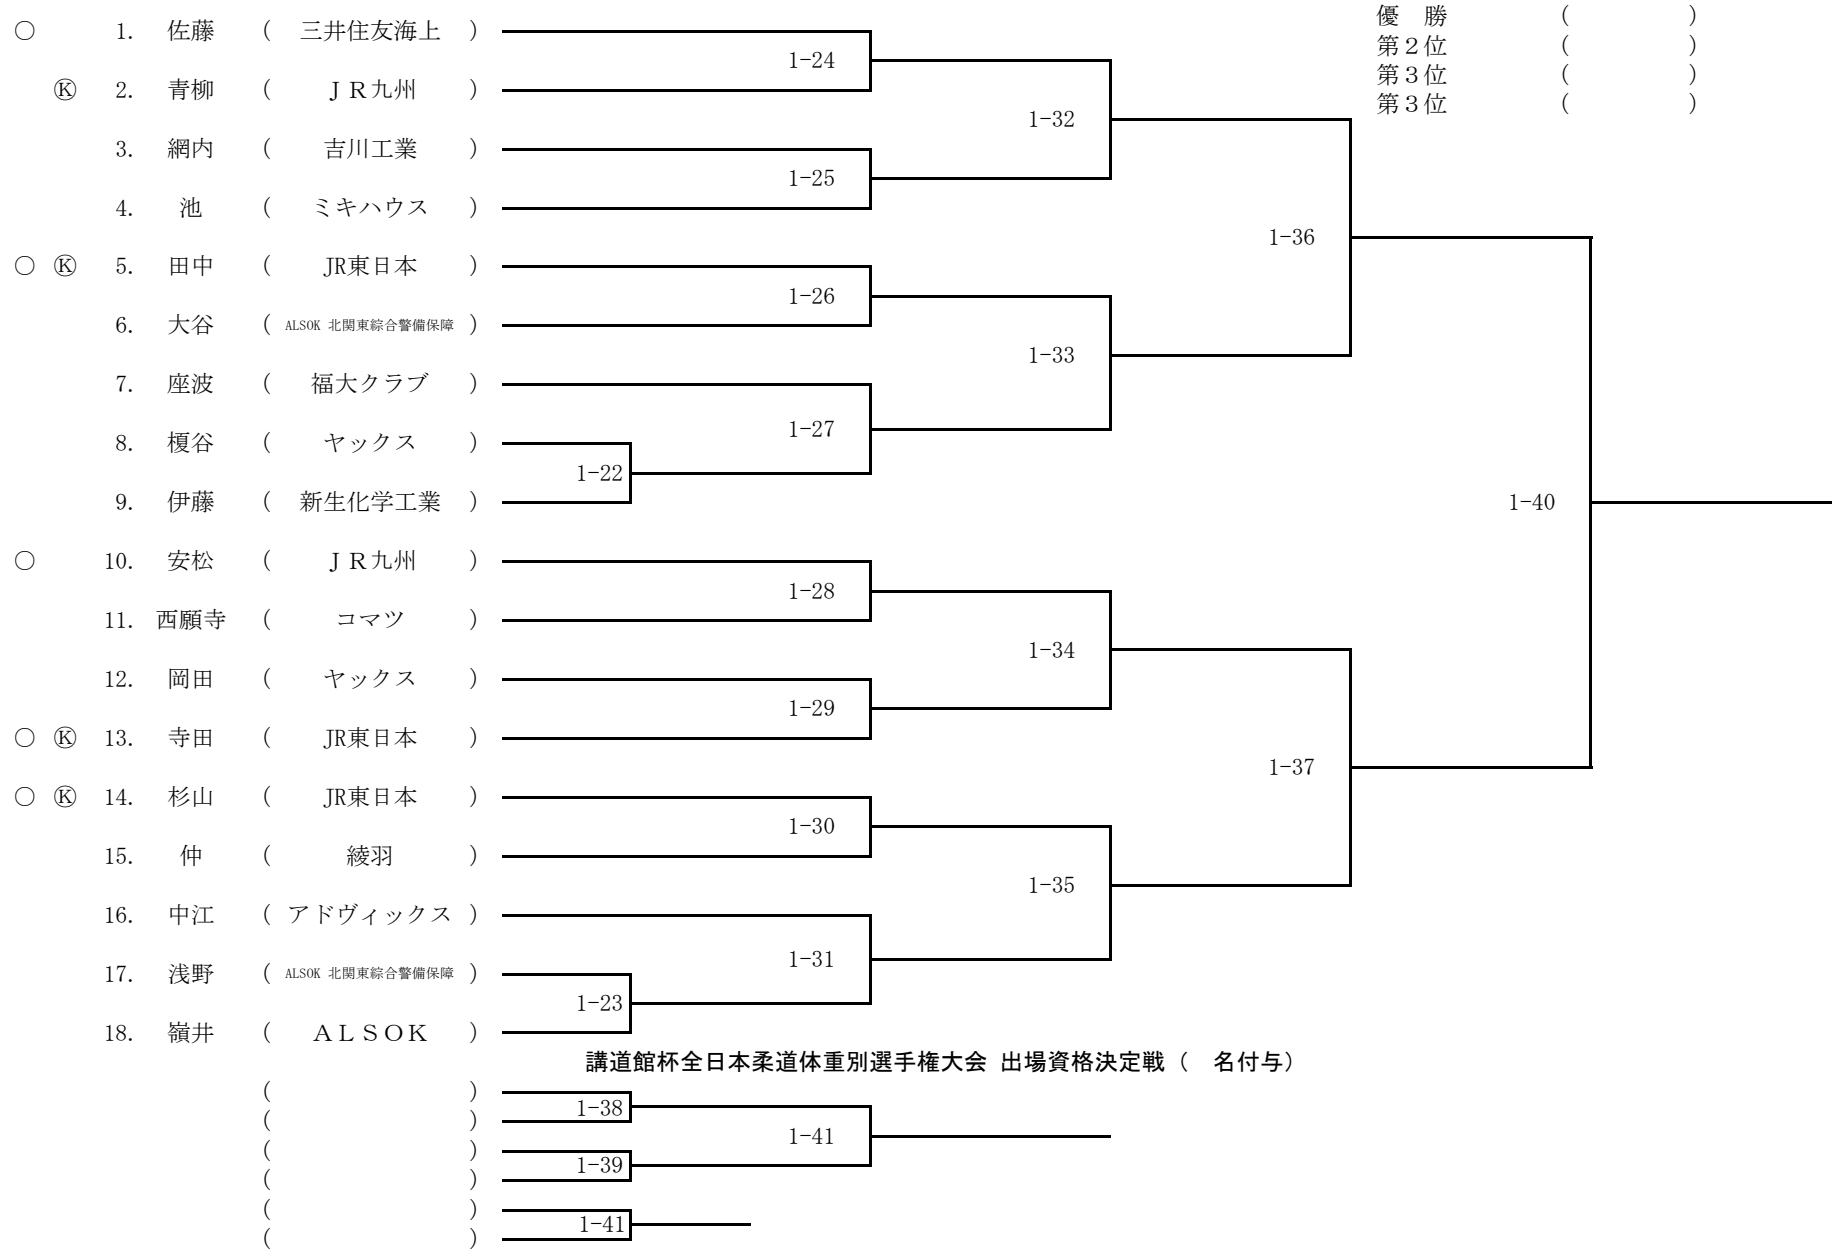 優　勝　（　　　）
第２位　（　　　）
第３位　（　　　）
第３位　（　　　）
○ 1. 佐藤 （ 三井住友海上 ）
1-24
Ⓚ 2. 青柳 （ ＪＲ九州 ）
1-32
3. 網内 （ 吉川工業 ）
1-25
4. 池 （ ミキハウス ）
1-36
○ Ⓚ 5. 田中 （ JR東日本 ）
1-26
6. 大谷 （ ALSOK 北関東綜合警備保障 ）
1-33
7. 座波 （ 福大クラブ ）
1-27
8. 榎谷 （ ヤックス ）
1-22
9. 伊藤 （ 新生化学工業 ）
1-40
○ 10. 安松 （ ＪＲ九州 ）
1-28
11. 西願寺 （ コマツ ）
1-34
12. 岡田 （ ヤックス ）
1-29
○ Ⓚ 13. 寺田 （ JR東日本 ）
1-37
○ Ⓚ 14. 杉山 （ JR東日本 ）
1-30
15. 仲 （ 綾羽 ）
1-35
16. 中江 （ アドヴィックス ）
1-31
17. 浅野 （ ALSOK 北関東綜合警備保障 ）
1-23
18. 嶺井 （ ＡＬＳＯＫ ）
講道館杯全日本柔道体重別選手権大会 出場資格決定戦（　名付与）
（　　　）
1-38
（　　　）
1-41
（　　　）
1-39
（　　　）
（　　　）
1-41
（　　　）